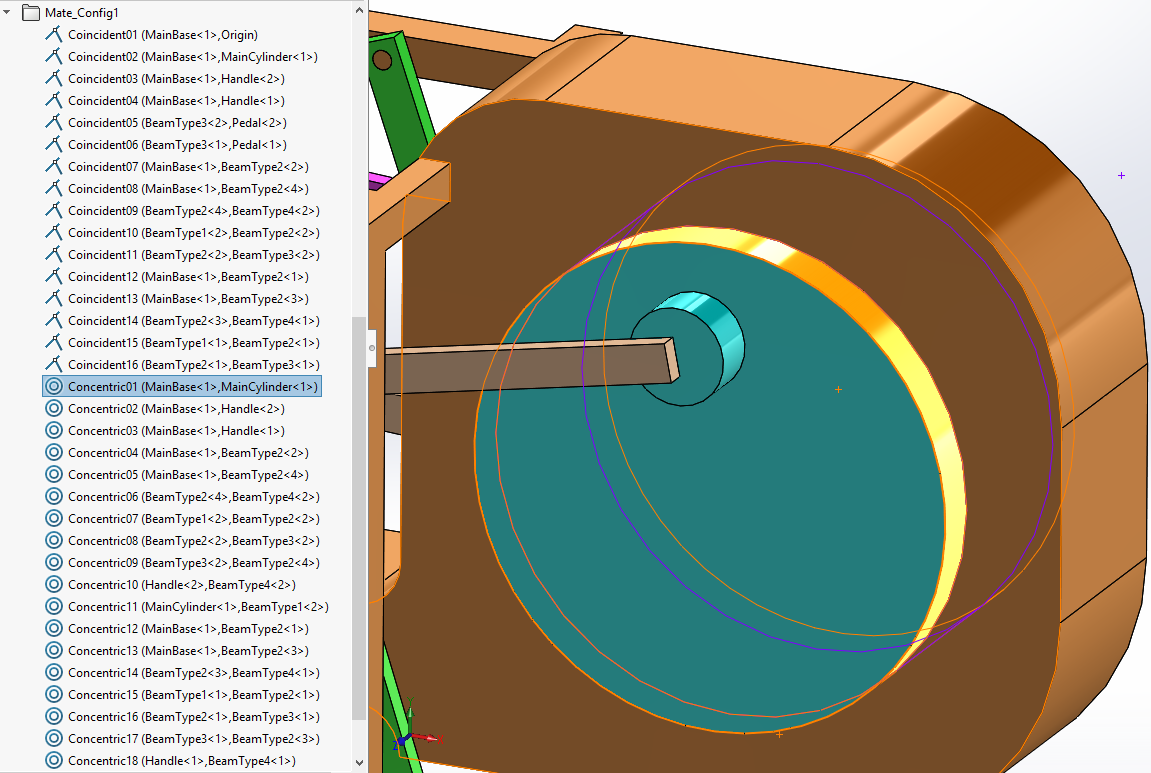 Mate_Config1
Coincident01 (MainBase<1>,Origin)
Coincident02 (MainBase<1>,MainCylinder<1>)
Coincident03 (MainBase<1>,Handle<2>)
Coincident04 (MainBase<1>,Handle<1>)
Coincident05 (BeamType3<2>,Pedal<2>)
Coincident06 (BeamType3<1>,Pedal<1>)
Coincident07 (MainBase<1>,BeamType2<2>)
Coincident08 (MainBase<1>,BeamType2<4>)
Coincident09 (BeamType2<4>,BeamType4<2>)
Coincident10 (BeamType1<2>,BeamType2<2>)
Coincident11 (BeamType2<2>,BeamType3<2>)
Coincident12 (MainBase<1>,BeamType2<1>)
Coincident13 (MainBase<1>,BeamType2<3>)
Coincident14 (BeamType2<3>,BeamType4<1>)
Coincident15 (BeamType1<1>,BeamType2<1>)
Coincident16 (BeamType2<1>,BeamType3<1>)
Concentric01 (MainBase<1>,MainCylinder<1>)
Concentric02 (MainBase<1>,Handle<2>)
Concentric03 (MainBase<1>,Handle<1>)
Concentric04 (MainBase<1>,BeamType2<2>)
Concentric05 (MainBase<1>,BeamType2<4>)
Concentric06 (BeamType2<4>,BeamType4<2>)
Concentric07 (BeamType1<2>,BeamType2<2>)
Concentric08 (BeamType2<2>,BeamType3<2>)
Concentric09 (BeamType3<2>,BeamType2<4>)
Concentric10 (Handle<2>,BeamType4<2>)
Concentric11 (MainCylinder<1>,BeamType1<2>)
Concentric12 (MainBase<1>,BeamType2<1>)
Concentric13 (MainBase<1>,BeamType2<3>)
Concentric14 (BeamType2<3>,BeamType4<1>)
Concentric15 (BeamType1<1>,BeamType2<1>)
Concentric16 (BeamType2<1>,BeamType3<1>)
Concentric17 (BeamType3<1>,BeamType2<3>)
Concentric18 (Handle<1>,BeamType4<1>)